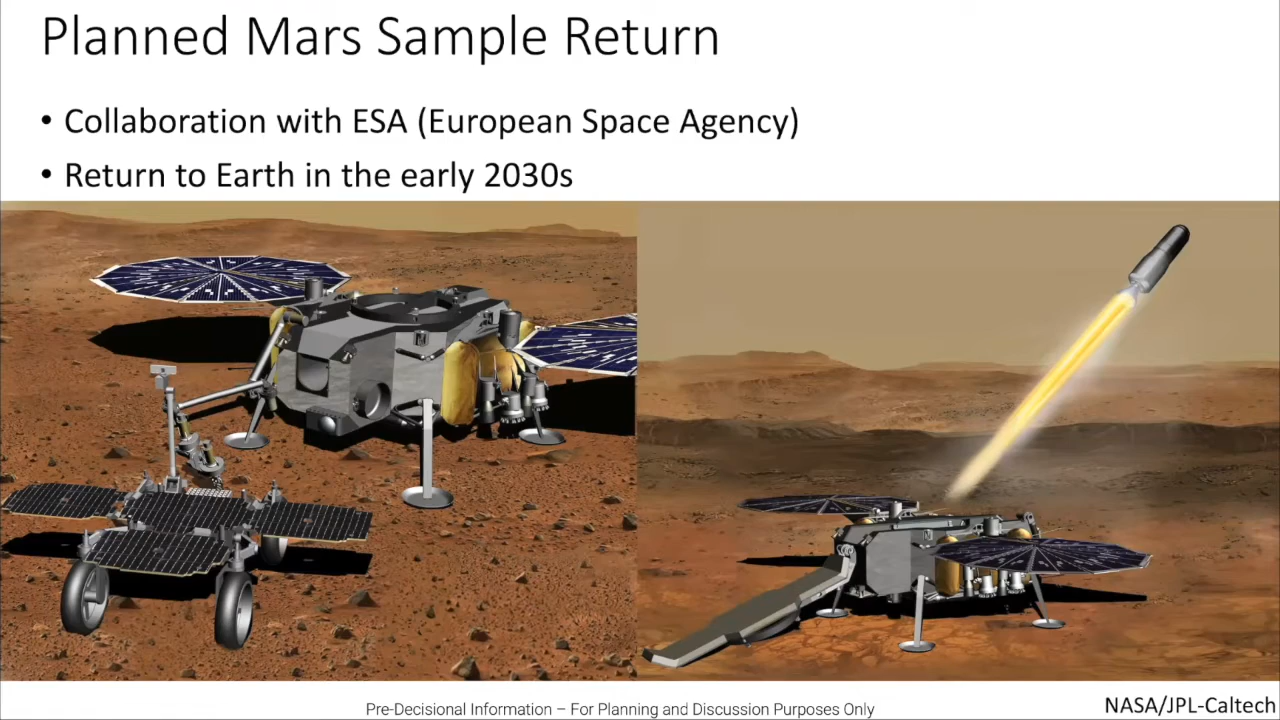 Planned Mars Sample Return
• Collaboration with ESA (European Space Agency)
• Return to Earth in the early 2030s
Pre-Decisional Information – For Planning and Discussion Purposes Only
NASA/JPL-Caltech